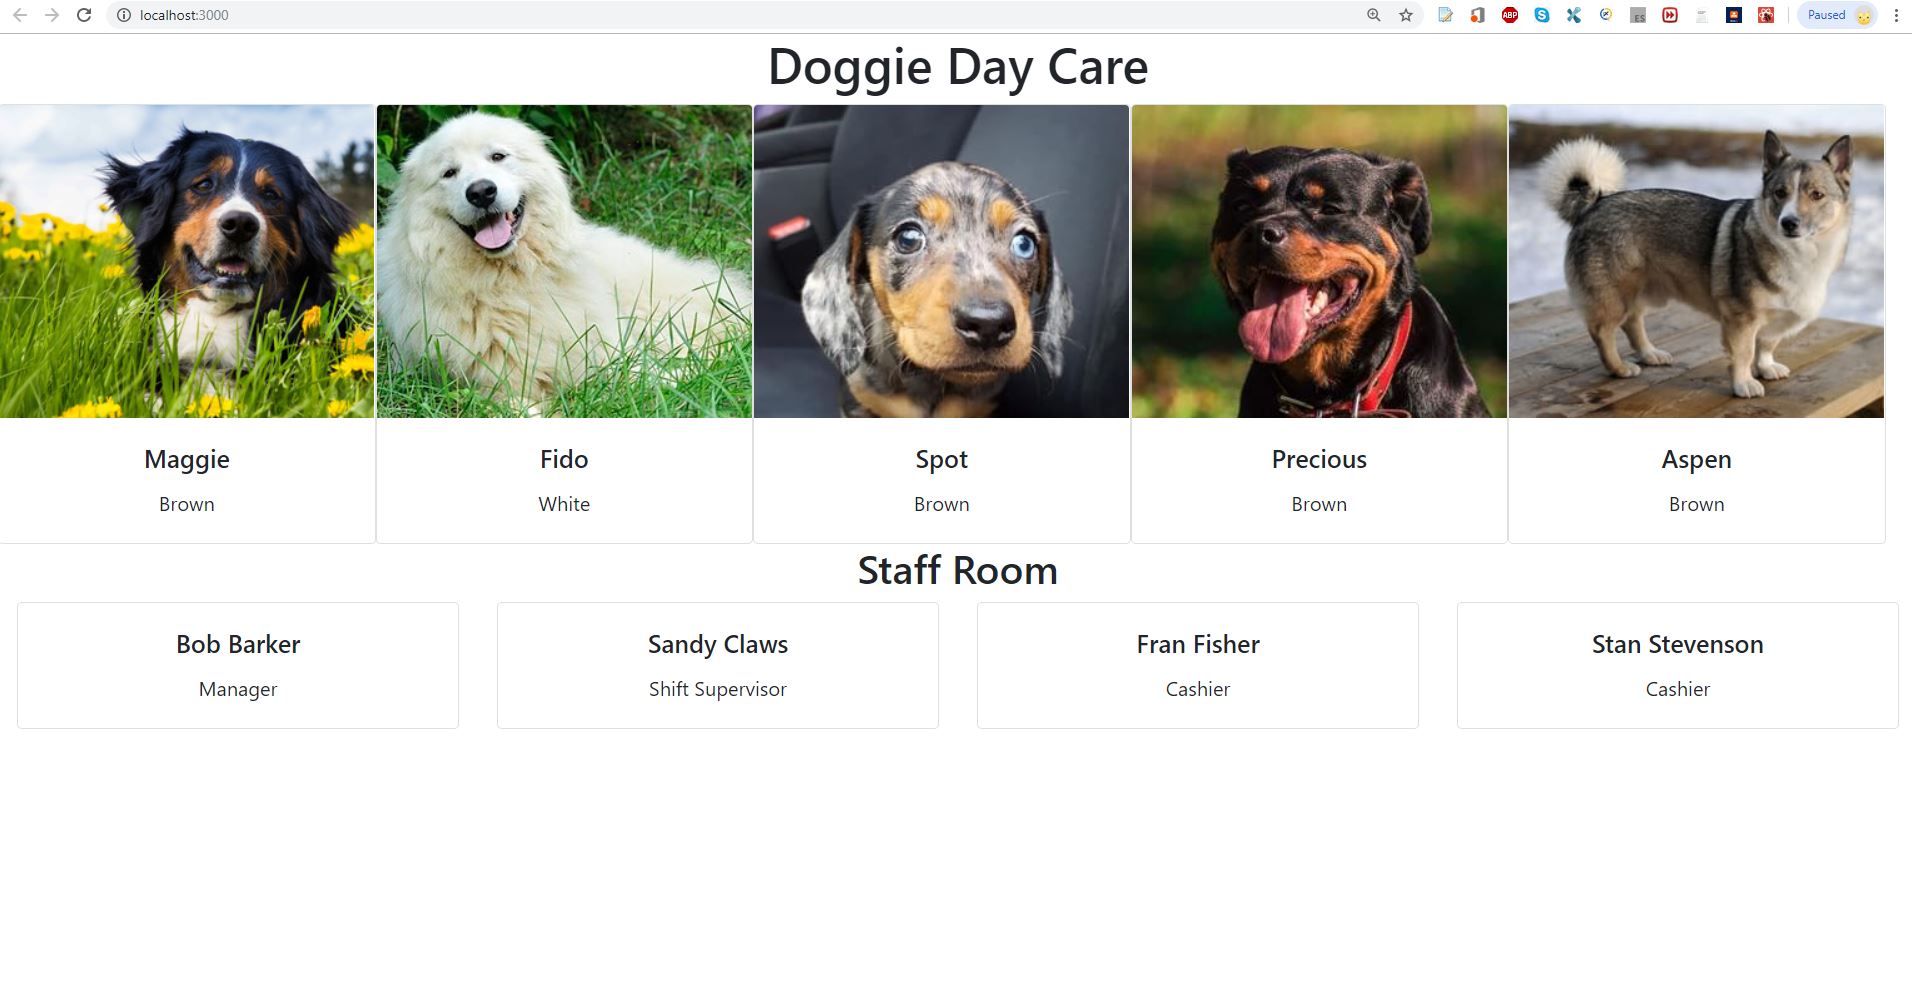 localhost:3000
ABP
ES
Paused
Doggie Day Care
Maggie
Brown
Fido
White
Spot
Brown
Precious
Brown
Aspen
Brown
Staff Room
Bob Barker
Manager
Sandy Claws
Shift Supervisor
Fran Fisher
Cashier
Stan Stevenson
Cashier